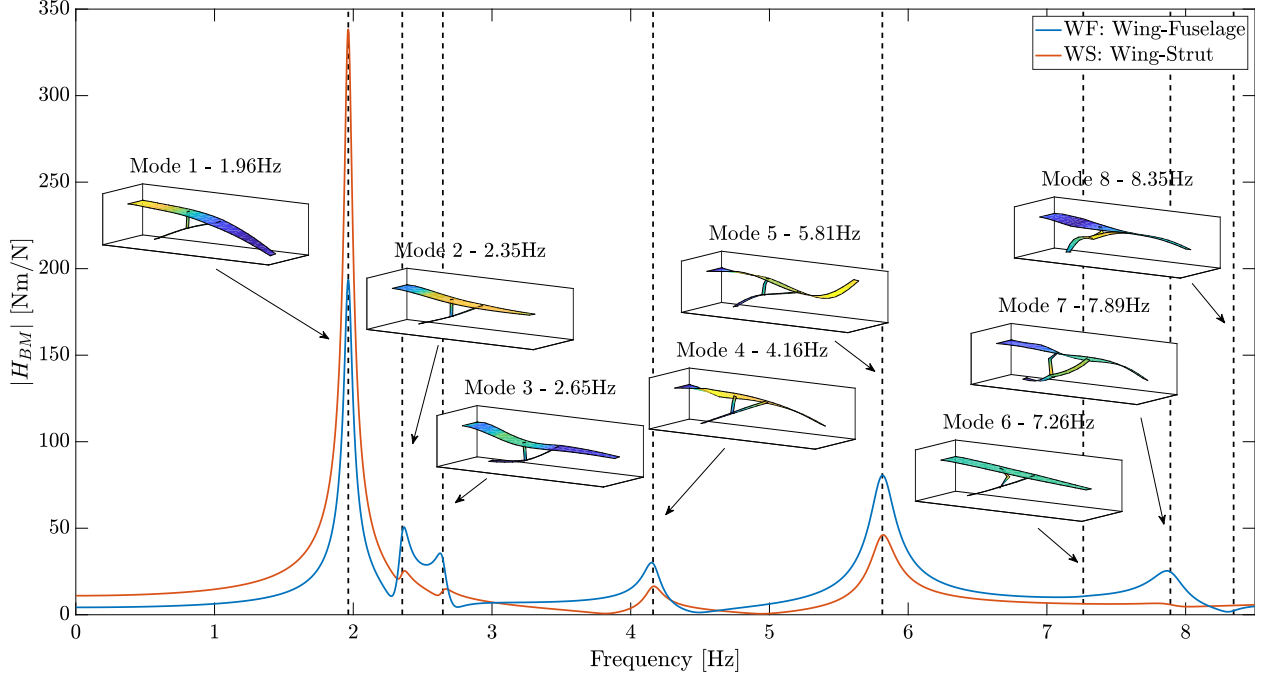 350
300
250
200
150
100
50
0
|H_{BM}| [Nm/N]
WF: Wing-Fuselage
WS: Wing-Strut
Mode 1 - 1.96Hz
Mode 2 - 2.35Hz
Mode 3 - 2.65Hz
Mode 4 - 4.16Hz
Mode 5 - 5.81Hz
Mode 6 - 7.26Hz
Mode 7 - 7.89Hz
Mode 8 - 8.35Hz
0 1 2 3 4 5 6 7 8
Frequency [Hz]